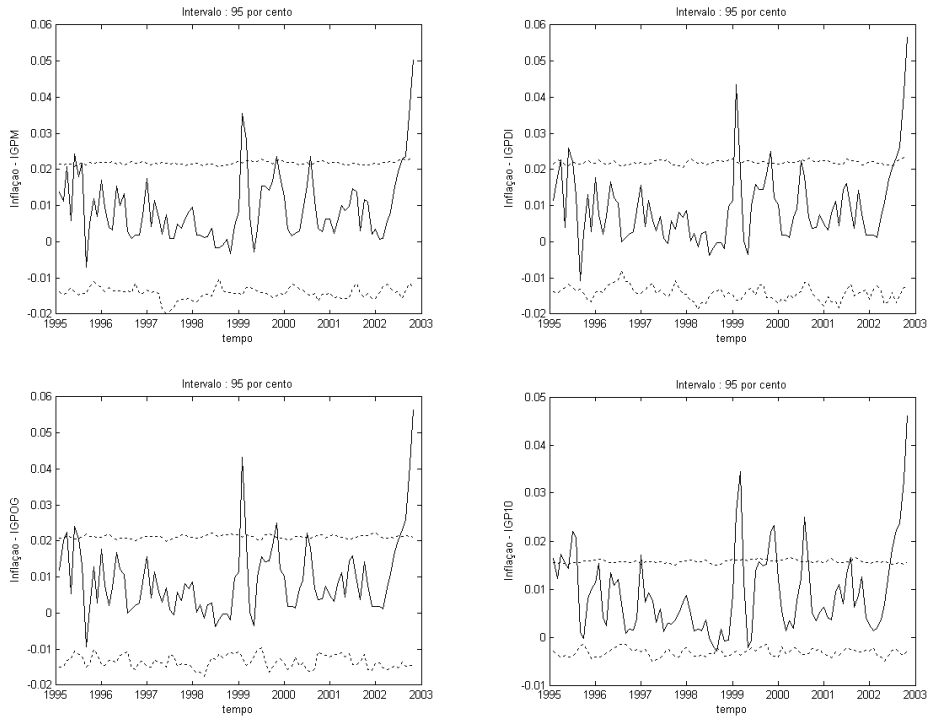 Intervalo : 95 por cento
0.06
0.05
0.04
0.03
0.02
0.01
0
-0.01
-0.02
Inflaçao - IGPM
1995 1996 1997 1998 1999 2000 2001 2002 2003
tempo
Intervalo : 95 por cento
0.06
0.05
0.04
0.03
0.02
0.01
0
-0.01
-0.02
Inflaçao - IGPDI
1995 1996 1997 1998 1999 2000 2001 2002 2003
tempo
Intervalo : 95 por cento
0.06
0.05
0.04
0.03
0.02
0.01
0
-0.01
-0.02
Inflaçao - IGPOG
1995 1996 1997 1998 1999 2000 2001 2002 2003
tempo
Intervalo : 95 por cento
0.05
0.04
0.03
0.02
0.01
0
-0.01
Inflaçao - IGP10
1995 1996 1997 1998 1999 2000 2001 2002 2003
tempo